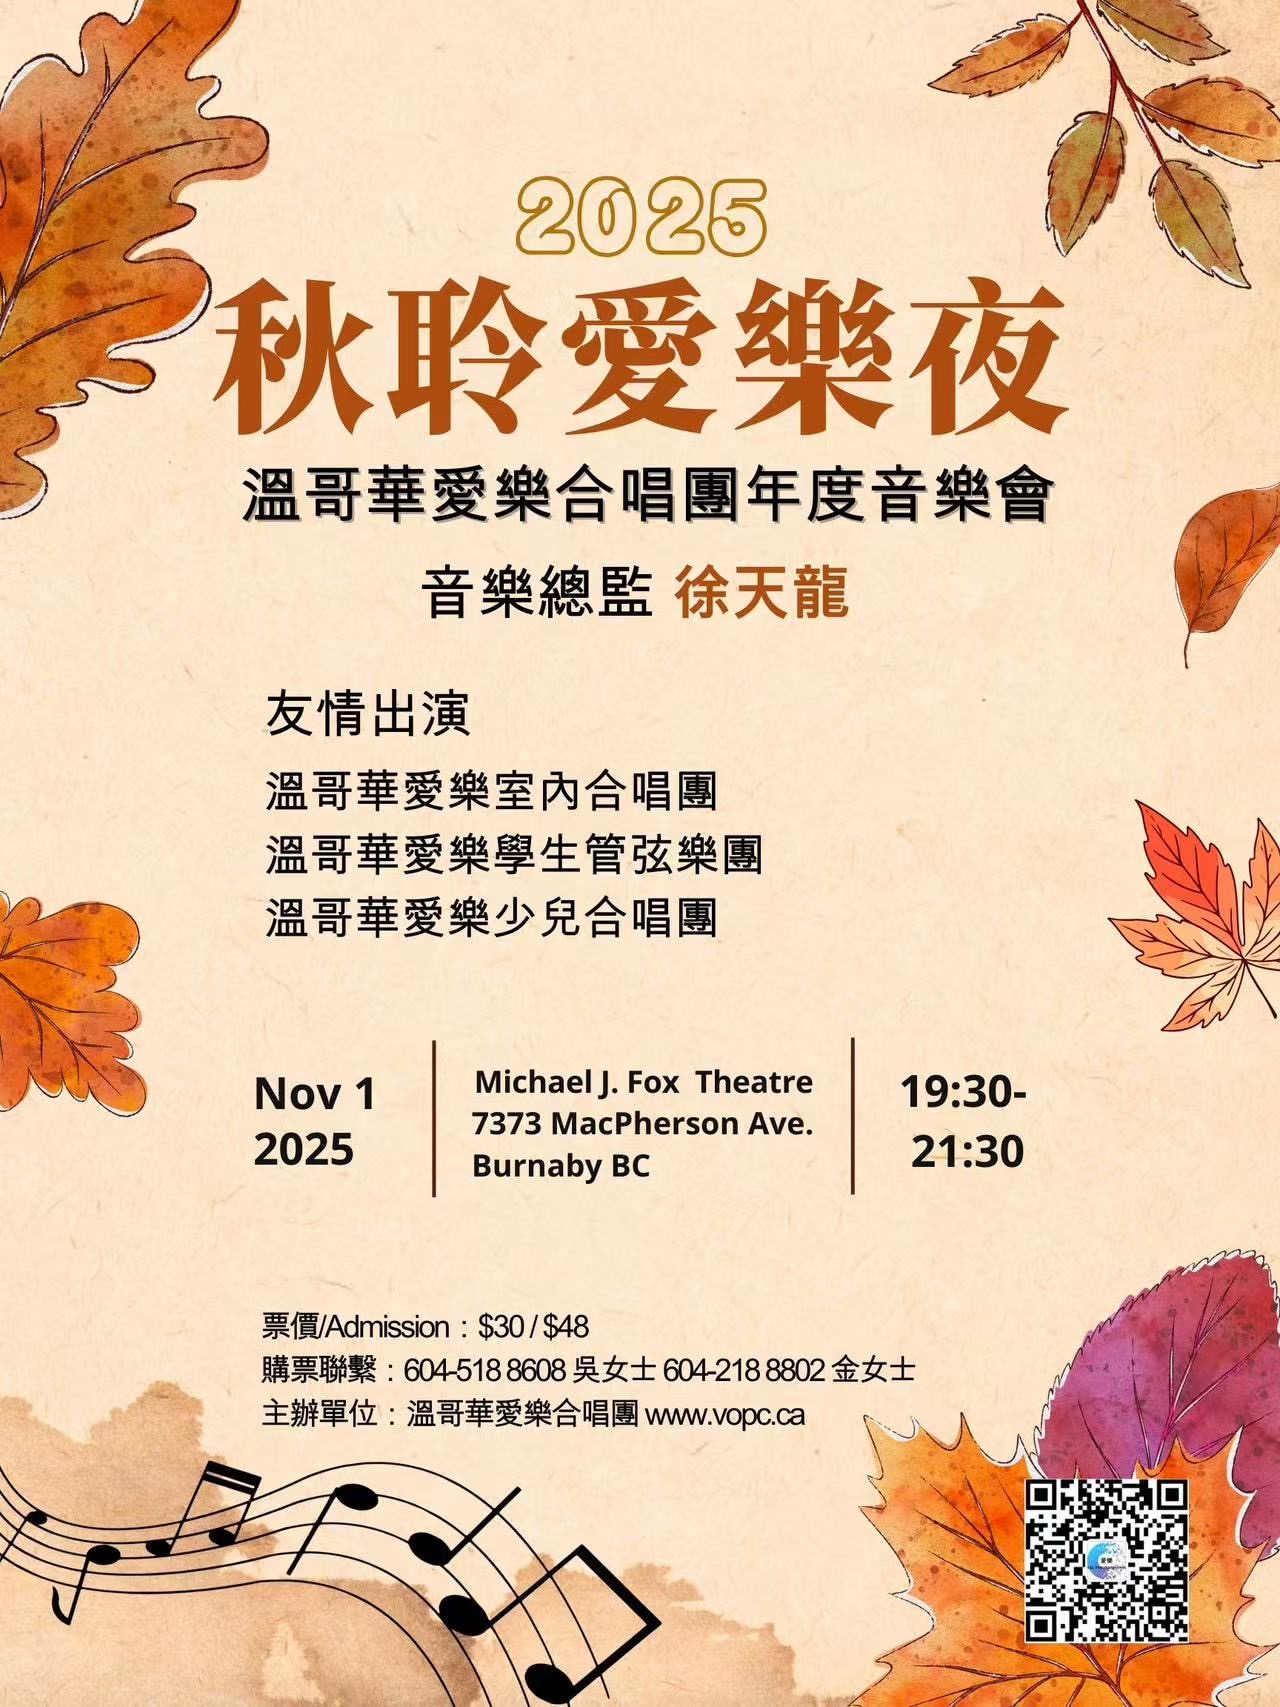 2025
秋聆愛樂夜
溫哥華愛樂合唱團年度音樂會
音樂總監 徐天龍
友情出演
溫哥華愛樂室內合唱團
溫哥華愛樂學生管弦樂團
溫哥華愛樂少兒合唱團
Nov 1
2025
Michael J. Fox Theatre
7373 MacPherson Ave.
Burnaby BC
19:30-
21:30
票價/Admission：$30 / $48
購票聯繫：604-518 8608 吳女士 604-218 8802 金女士
主辦單位：溫哥華愛樂合唱團 www.vopc.ca